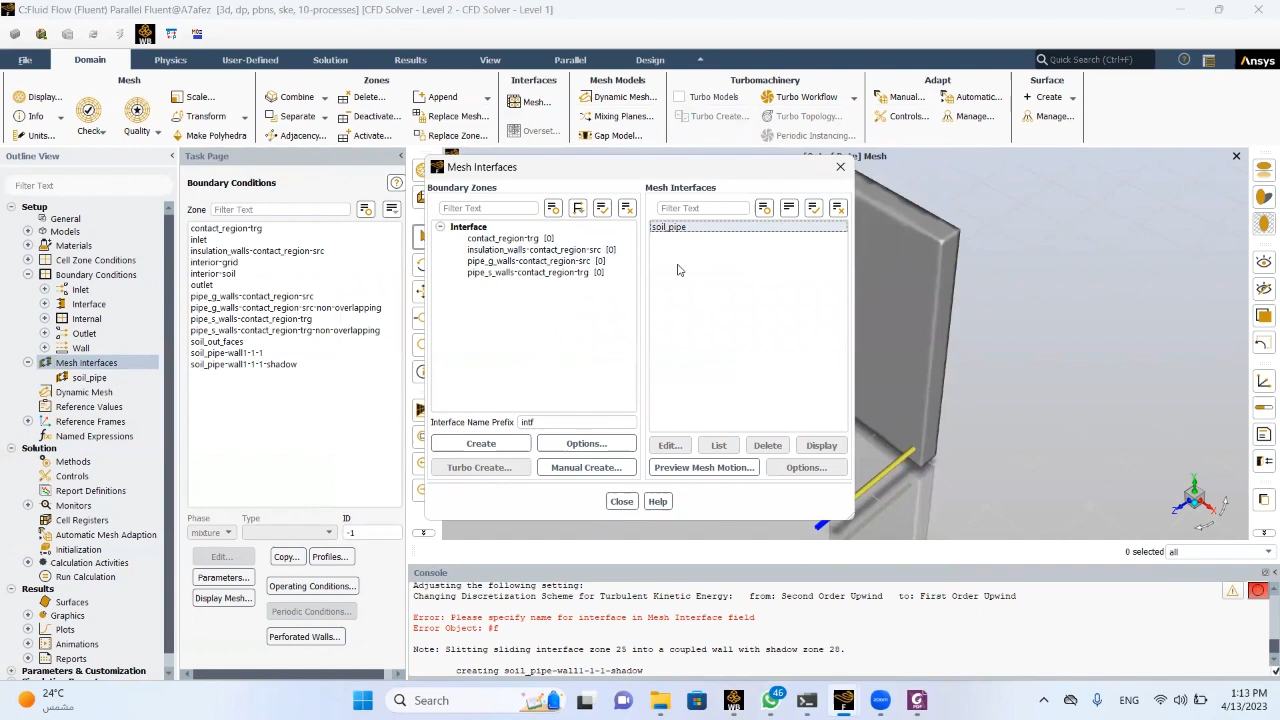 C:Fluid Flow (Fluent) Parallel Fluent@A7afez [3d, dp, pbns, ske, 10-processes] [CFD Solver - Level 2 - CFD Solver - Level 1]
WB
File Domain Physics User-Defined Solution Results View Parallel Design Quick Search (Ctrl+F) Ansys
Mesh Zones Interfaces Mesh Models Turbomachinery Adapt Surface
Display... Scale... Combine Delete... Append Mesh... Dynamic Mesh... Turbo Models Turbo Workflow Manual... Automatic... Create
Info Check Quality Transform Separate Deactivate... Replace Mesh... Overset... Mixing Planes... Turbo Create... Turbo Topology... Controls... Manage... Manage...
Units... Make Polyhedra Adjacency... Activate... Replace Zone... Gap Model... Periodic Instancing...
Outline View
Filter Text
Setup
General
Models
Materials
Cell Zone Conditions
Boundary Conditions
Inlet
Interface
Internal
Outlet
Wall
Mesh Interfaces
soil_pipe
Dynamic Mesh
Reference Values
Reference Frames
Named Expressions
Solution
Methods
Controls
Report Definitions
Monitors
Cell Registers
Automatic Mesh Adaption
Initialization
Calculation Activities
Run Calculation
Results
Surfaces
Graphics
Plots
Animations
Reports
Parameters & Customization
Task Page
Boundary Conditions
Zone Filter Text
contact_region-trg
inlet
insulation_walls-contact_region-src
interior-grid
interior-soil
outlet
pipe_g_walls-contact_region-src
pipe_g_walls-contact_region-src-non-overlapping
pipe_s_walls-contact_region-trg
pipe_s_walls-contact_region-trg-non-overlapping
soil_out_faces
soil_pipe-wall1-1-1
soil_pipe-wall1-1-1-shadow
Phase Type ID
mixture -1
Edit... Copy... Profiles...
Parameters... Operating Conditions...
Display Mesh... Periodic Conditions...
Perforated Walls...
Mesh
Mesh Interfaces
Boundary Zones
Filter Text
Interface
contact_region-trg [0]
insulation_walls-contact_region-src [0]
pipe_g_walls-contact_region-src [0]
pipe_s_walls-contact_region-trg [0]
Interface Name Prefix intf
Create Options...
Turbo Create... Manual Create...
Mesh Interfaces
Filter Text
soil_pipe
Edit... List Delete Display
Preview Mesh Motion... Options...
Close Help
0 selected all
Console
Adjusting the following setting:
Changing Discretization Scheme for Turbulent Kinetic Energy: from: Second Order Upwind to: First Order Upwind
Error: Please specify name for interface in Mesh Interface field
Error Object: #f
Note: Slitting sliding interface zone 25 into a coupled wall with shadow zone 28.
creating soil_pipe-wall1-1-1-shadow
24°C
مشمس
Search
46
ENG
1:13 PM
4/13/2023